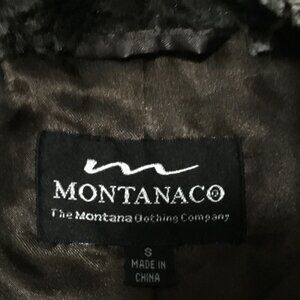 MONTANACO
The Montana Clothing Company
S
MADE IN
CHINA